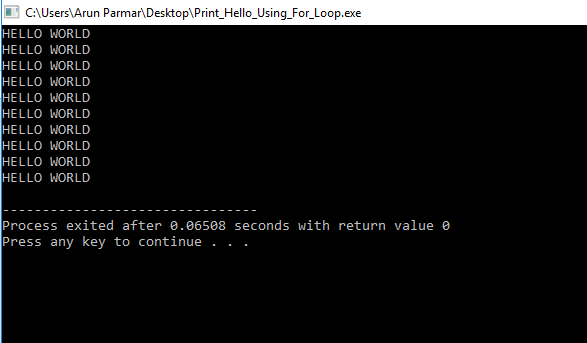 C:\Users\Arun Parmar\Desktop\Print_Hello_Using_For_Loop.exe
HELLO WORLD
HELLO WORLD
HELLO WORLD
HELLO WORLD
HELLO WORLD
HELLO WORLD
HELLO WORLD
HELLO WORLD
HELLO WORLD
HELLO WORLD
--------------------------------
Process exited after 0.06508 seconds with return value 0
Press any key to continue . . .